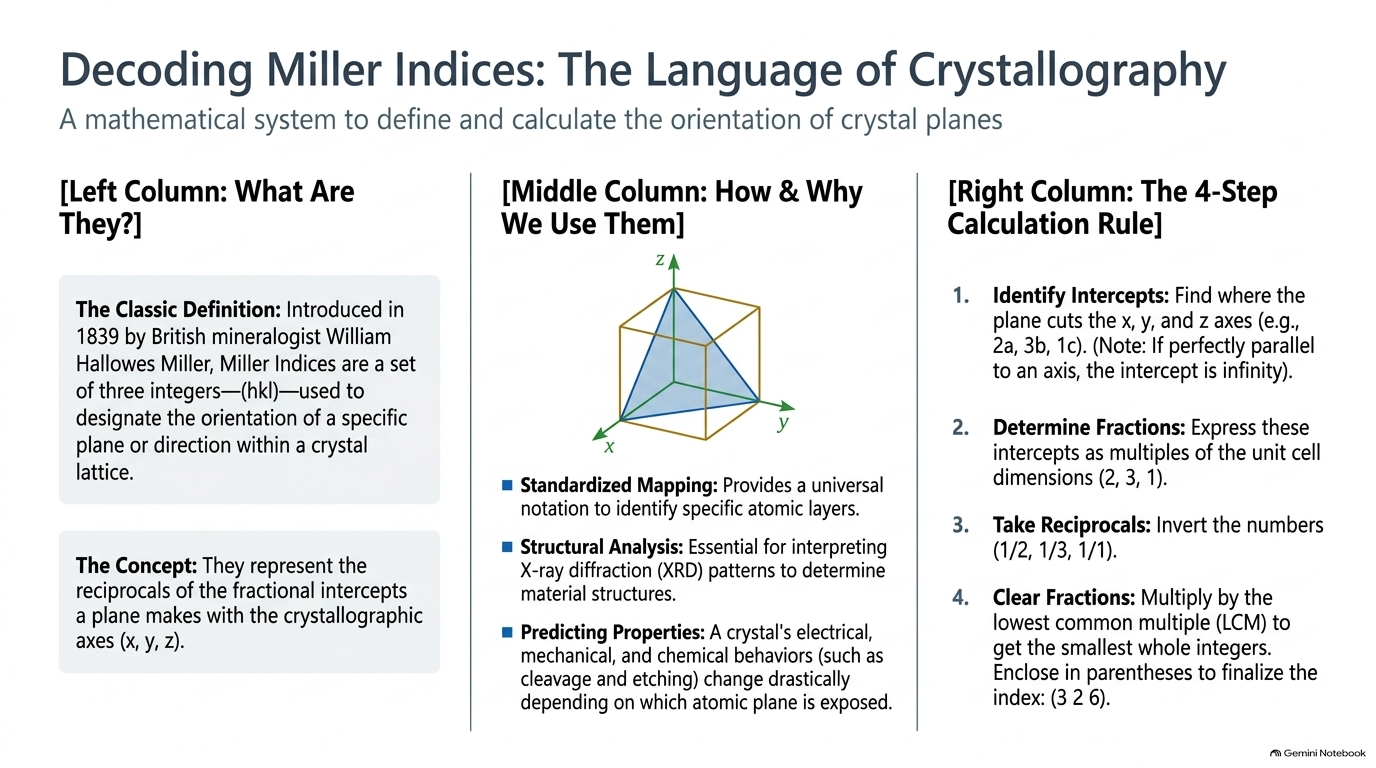 Decoding Miller Indices: The Language of Crystallography
A mathematical system to define and calculate the orientation of crystal planes
[Left Column: What Are
They?]
The Classic Definition: Introduced in
1839 by British mineralogist William
Hallowes Miller, Miller Indices are a set
of three integers—(hkl)—used to
designate the orientation of a specific
plane or direction within a crystal
lattice.
The Concept: They represent the
reciprocals of the fractional intercepts
a plane makes with the crystallographic
axes (x, y, z).
[Middle Column: How & Why
We Use Them]
z
y
x
Standardized Mapping: Provides a universal
notation to identify specific atomic layers.
Structural Analysis: Essential for interpreting
X-ray diffraction (XRD) patterns to determine
material structures.
Predicting Properties: A crystal's electrical,
mechanical, and chemical behaviors (such as
cleavage and etching) change drastically
depending on which atomic plane is exposed.
[Right Column: The 4-Step
Calculation Rule]
1. Identify Intercepts: Find where the
plane cuts the x, y, and z axes (e.g.,
2a, 3b, 1c). (Note: If perfectly parallel
to an axis, the intercept is infinity).
2. Determine Fractions: Express these
intercepts as multiples of the unit cell
dimensions (2, 3, 1).
3. Take Reciprocals: Invert the numbers
(1/2, 1/3, 1/1).
4. Clear Fractions: Multiply by the
lowest common multiple (LCM) to
get the smallest whole integers.
Enclose in parentheses to finalize the
index: (3 2 6).
Gemini Notebook